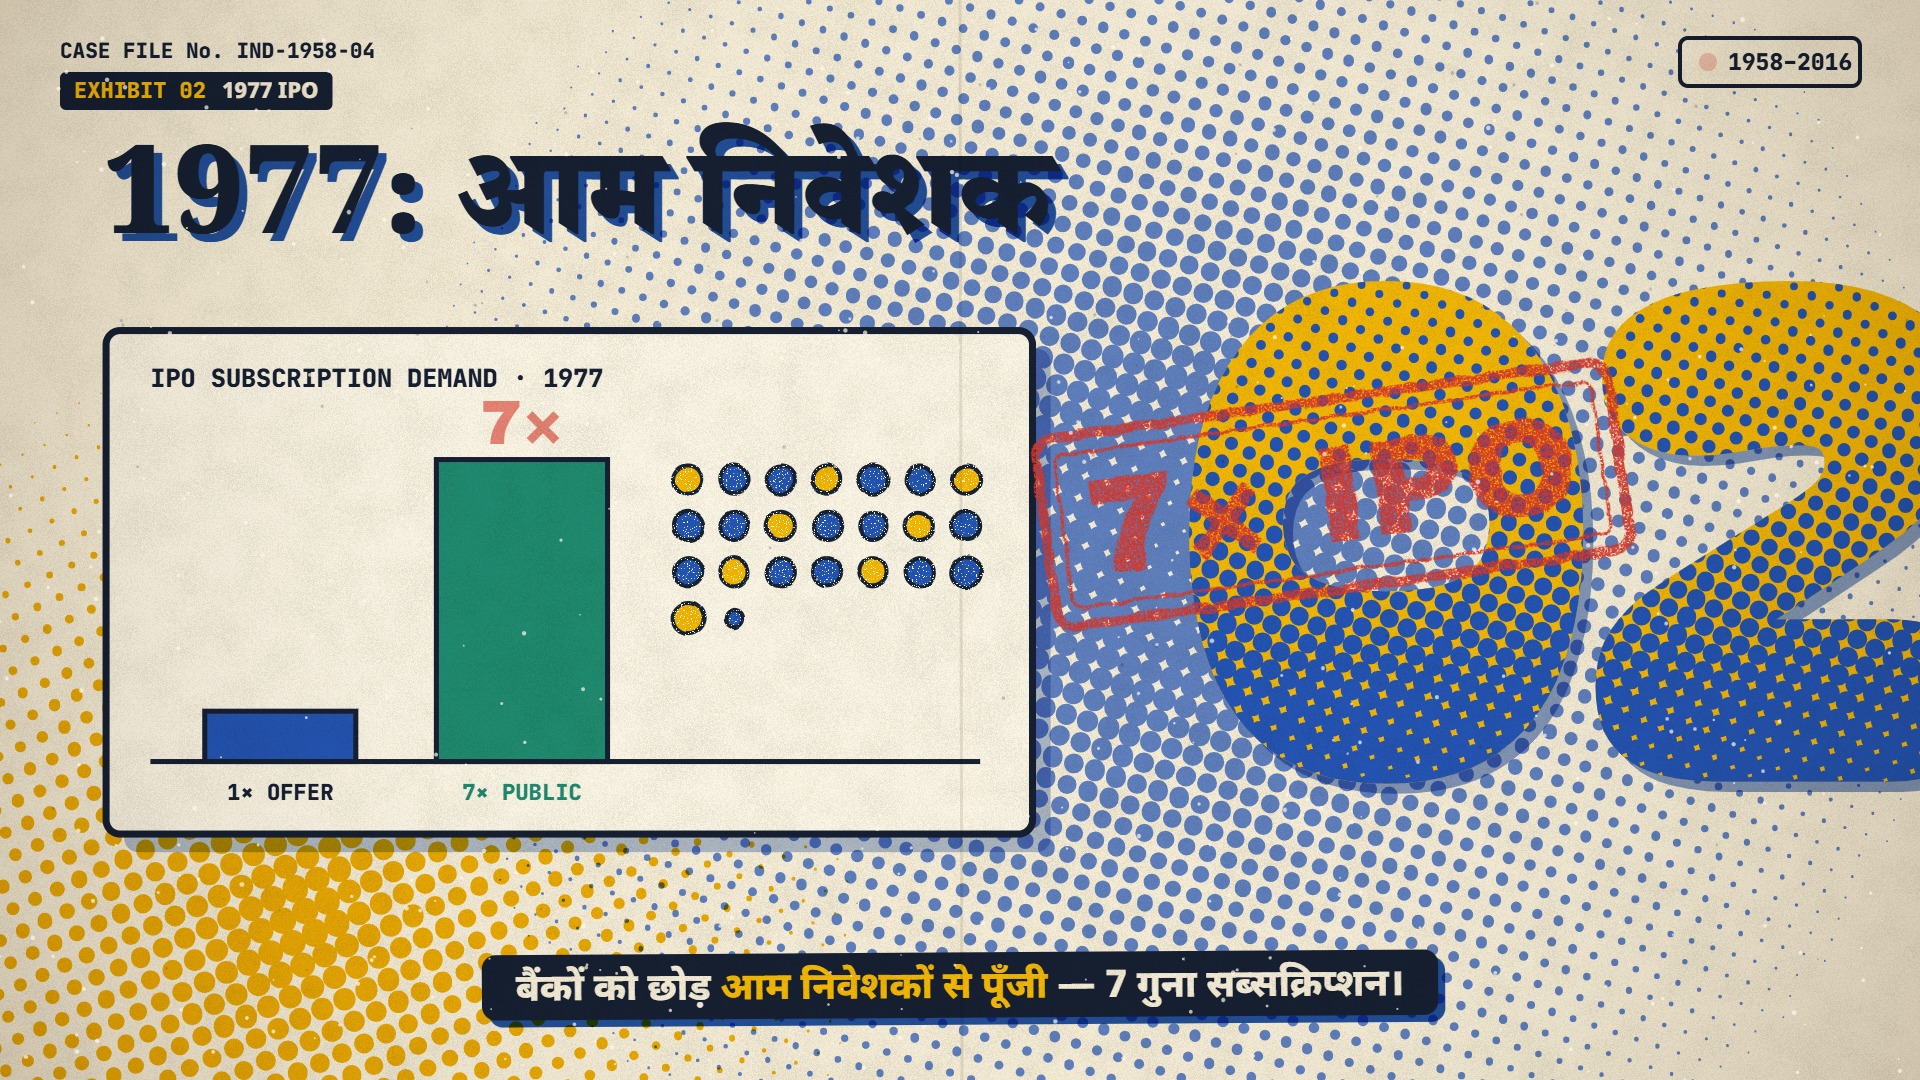 CASE FILE No. IND-1958-04
EXHIBIT 02 1977 IPO
1958–2016
1977: आम निवेशक
IPO SUBSCRIPTION DEMAND · 1977
7×
1× OFFER
7× PUBLIC
02
7× IPO
बैंकों को छोड़ आम निवेशकों से पूँजी — 7 गुना सब्सक्रिप्शन।